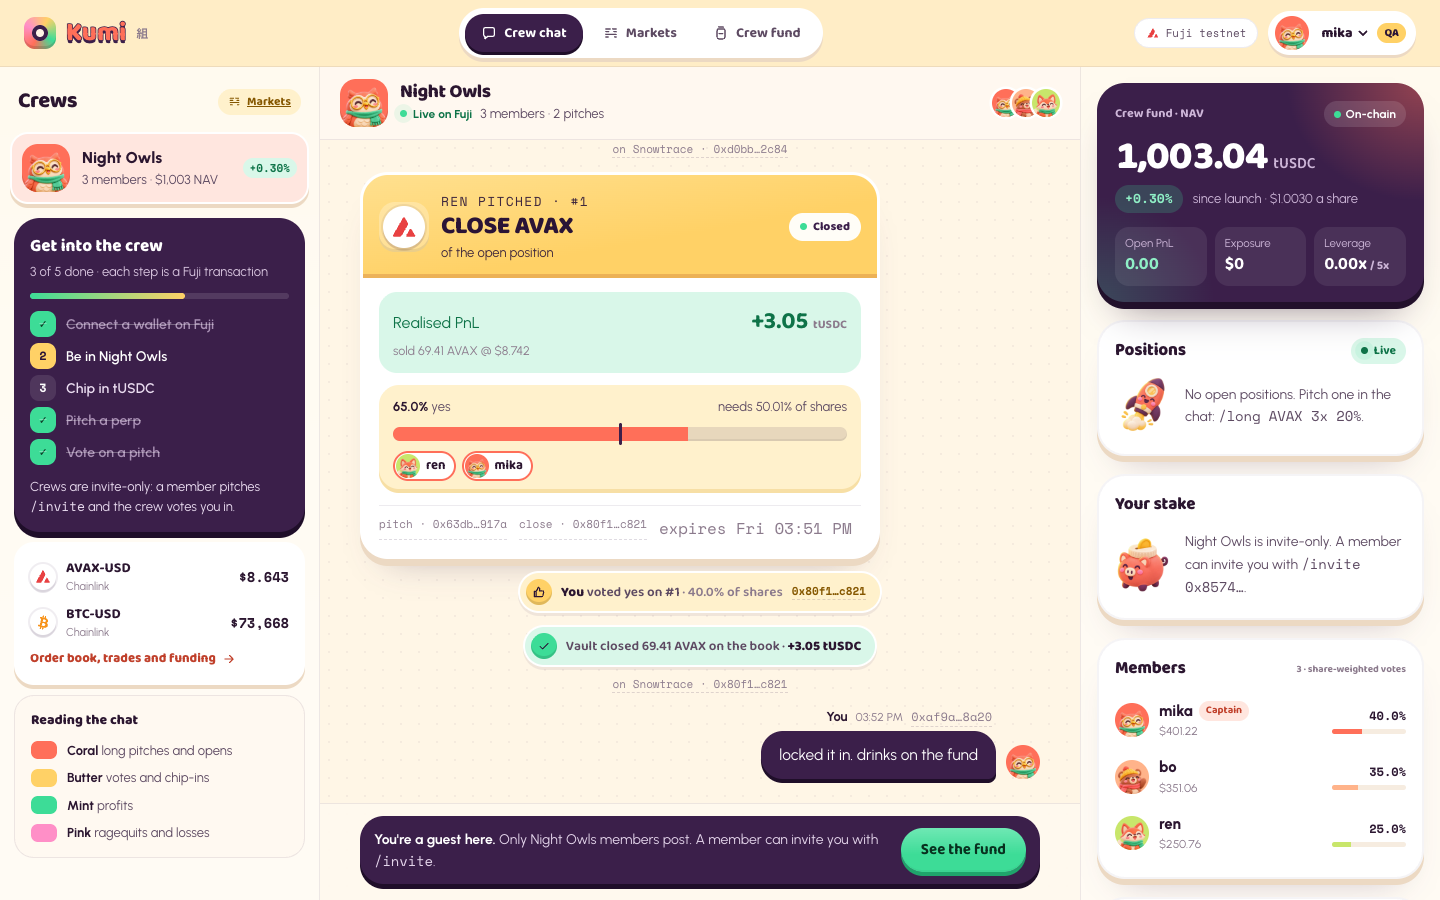 Kumi 組
Crew chat
Markets
Crew fund
Fuji testnet
mika
QA
Crews
Markets
Night Owls
3 members · $1,003 NAV
+0.30%
Get into the crew
3 of 5 done · each step is a Fuji transaction
✓ Connect a wallet on Fuji
2 Be in Night Owls
3 Chip in tUSDC
✓ Pitch a perp
✓ Vote on a pitch
Crews are invite-only: a member pitches
/invite and the crew votes you in.
AVAX-USD
Chainlink
$8.643
BTC-USD
Chainlink
$73,668
Order book, trades and funding →
Reading the chat
Coral long pitches and opens
Butter votes and chip-ins
Mint profits
Pink ragequits and losses
Night Owls
Live on Fuji 3 members · 2 pitches
on Snowtrace · 0xd0bb…2c84
REN PITCHED · #1
CLOSE AVAX
of the open position
Closed
Realised PnL
+3.05 tUSDC
sold 69.41 AVAX @ $8.742
65.0% yes
needs 50.01% of shares
ren
mika
pitch · 0x63db…917a close · 0x80f1…c821 expires Fri 03:51 PM
You voted yes on #1 · 40.0% of shares 0x80f1…c821
Vault closed 69.41 AVAX on the book · +3.05 tUSDC
on Snowtrace · 0x80f1…c821
You 03:52 PM 0xaf9a…8a20
locked it in. drinks on the fund
You're a guest here. Only Night Owls members post. A member can invite you with
/invite.
See the fund
Crew fund · NAV
On-chain
1,003.04 tUSDC
+0.30% since launch · $1.0030 a share
Open PnL
0.00
Exposure
$0
Leverage
0.00x / 5x
Positions
Live
No open positions. Pitch one in the
chat: /long AVAX 3x 20%.
Your stake
Night Owls is invite-only. A member
can invite you with /invite
0x8574….
Members
3 · share-weighted votes
mika Captain
$401.22
40.0%
bo
$351.06
35.0%
ren
$250.76
25.0%